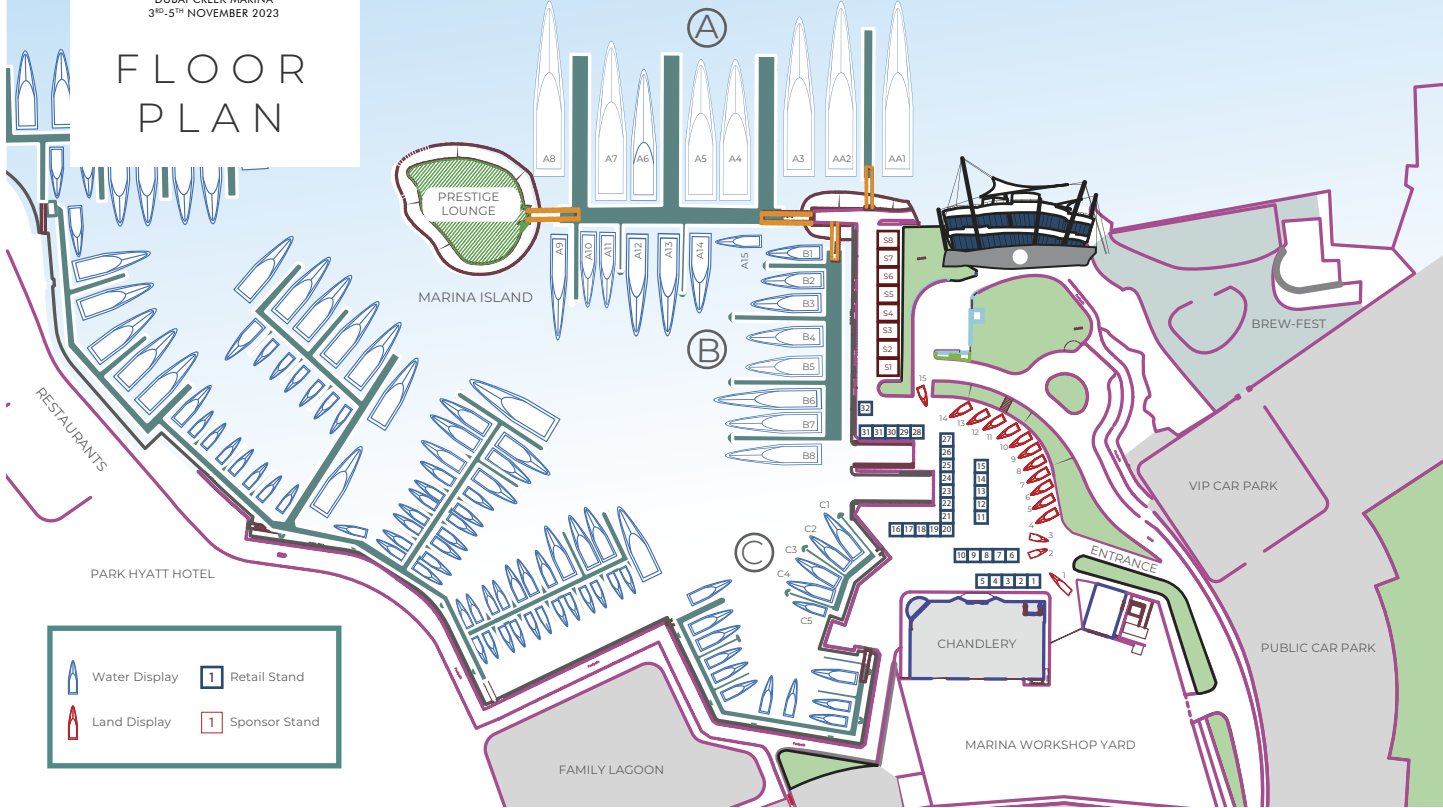 DUBAI CREEK MARINA
3RD-5TH NOVEMBER 2023
FLOOR
PLAN
A
A8
A7
A6
A5
A4
A3
AA2
AA1
PRESTIGE
LOUNGE
MARINA ISLAND
A9
A10
A11
A12
A13
A14
A15
B
B1
B2
B3
B4
B5
B6
B7
B8
S8
S7
S6
S5
S4
S3
S2
S1
BREW-FEST
RESTAURANTS
15
14
13
12
11
10
9
8
7
6
5
4
3
2
1
32
31 31 30 29 28
27
26
25
24
23
22
21
16 17 18 19 20
15
14
13
12
11
10 9 8 7 6
5 4 3 2 1
VIP CAR PARK
ENTRANCE
C
C1
C2
C3
C4
C5
PARK HYATT HOTEL
CHANDLERY
PUBLIC CAR PARK
Water Display
1 Retail Stand
Land Display
1 Sponsor Stand
MARINA WORKSHOP YARD
FAMILY LAGOON